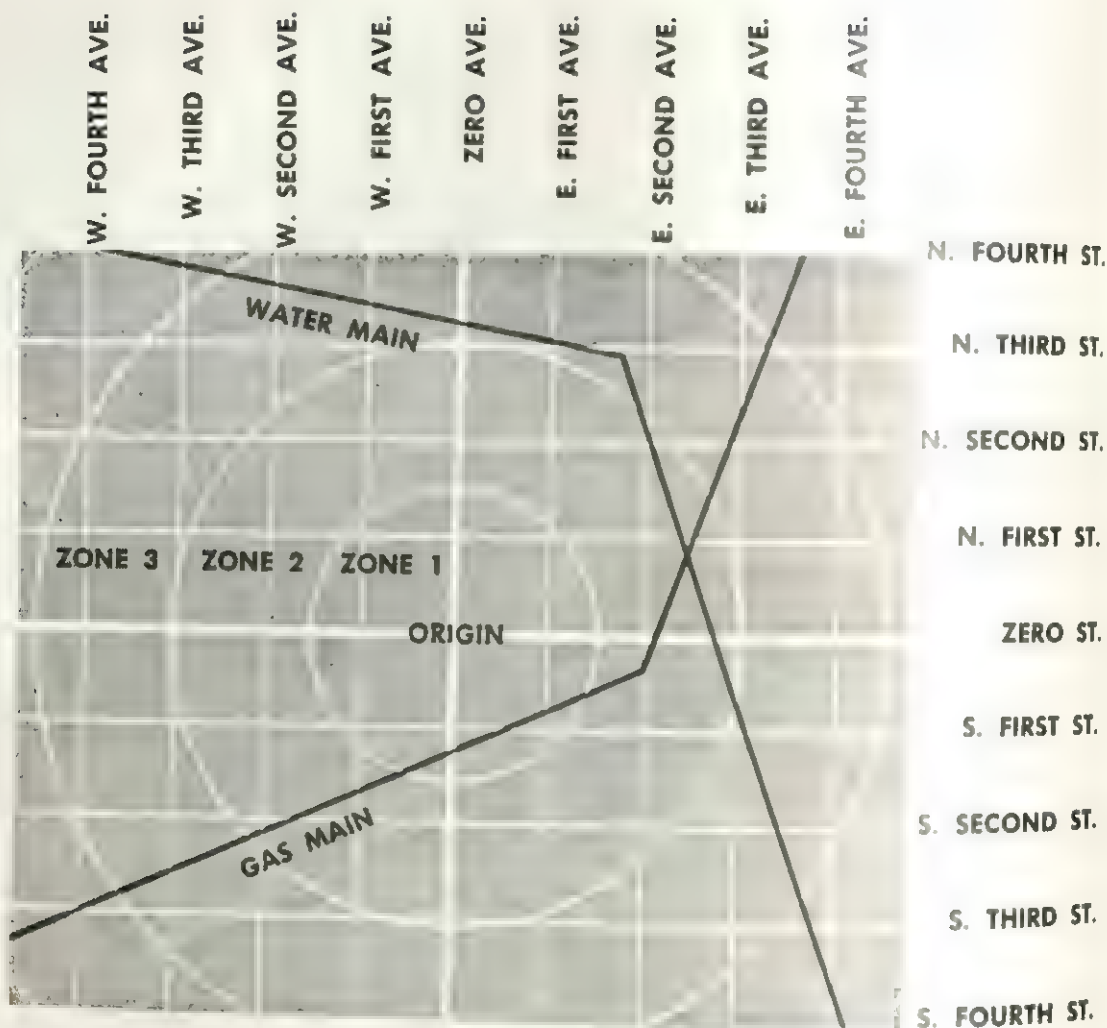 W. FOURTH AVE.
W. THIRD AVE.
W. SECOND AVE.
W. FIRST AVE.
ZERO AVE.
E. FIRST AVE.
E. SECOND AVE.
E. THIRD AVE.
E. FOURTH AVE.
N. FOURTH ST.
WATER MAIN
N. THIRD ST.
N. SECOND ST.
N. FIRST ST.
ZONE 3 ZONE 2 ZONE 1
ORIGIN
ZERO ST.
S. FIRST ST.
GAS MAIN
S. SECOND ST.
S. THIRD ST.
S. FOURTH ST.